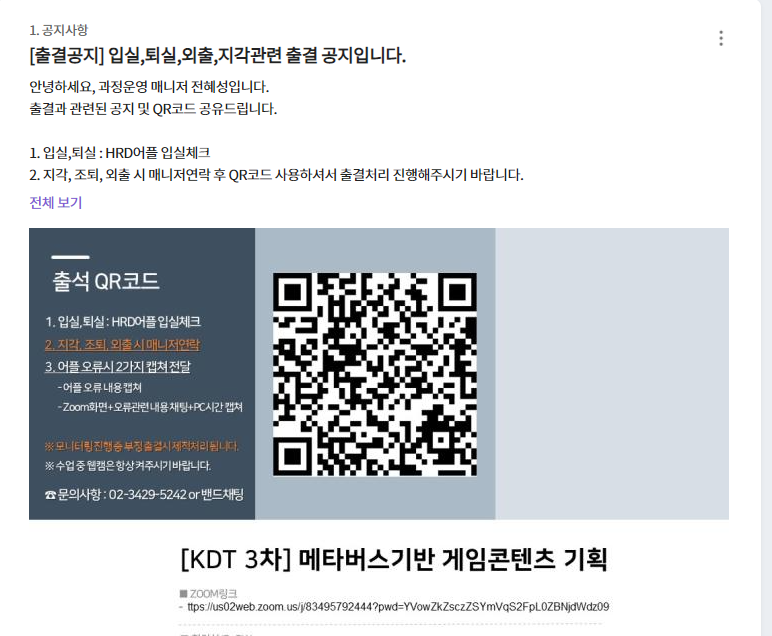 1. 공지사항
[출결공지] 입실,퇴실,외출,지각관련 출결 공지입니다.
안녕하세요, 과정운영 매니저 전혜성입니다.
출결과 관련된 공지 및 QR코드 공유드립니다.
1. 입실,퇴실 : HRD어플 입실체크
2. 지각, 조퇴, 외출 시 매니저연락 후 QR코드 사용하셔서 출결처리 진행해주시기 바랍니다.
전체 보기
출석 QR코드
1. 입실,퇴실 : HRD어플 입실체크
2. 지각, 조퇴, 외출 시 매니저연락
3. 어플 오류시 2가지 캡쳐 전달
- 어플 오류 내용 캡쳐
- Zoom화면+오류관련 내용 채팅+PC시간 캡쳐
※ 모니터링 진행 중 부정 출결시 제적처리 됩니다.
※ 수업 중 웹캠은 항상 켜주시기 바랍니다.
☎ 문의사항 : 02-3429-5242 or 밴드채팅
[KDT 3차] 메타버스기반 게임콘텐츠 기획
■ ZOOM링크
- ttps://us02web.zoom.us/j/83495792444?pwd=YVowZkZsczZSYmVqS2FpL0ZBNjdWdz09